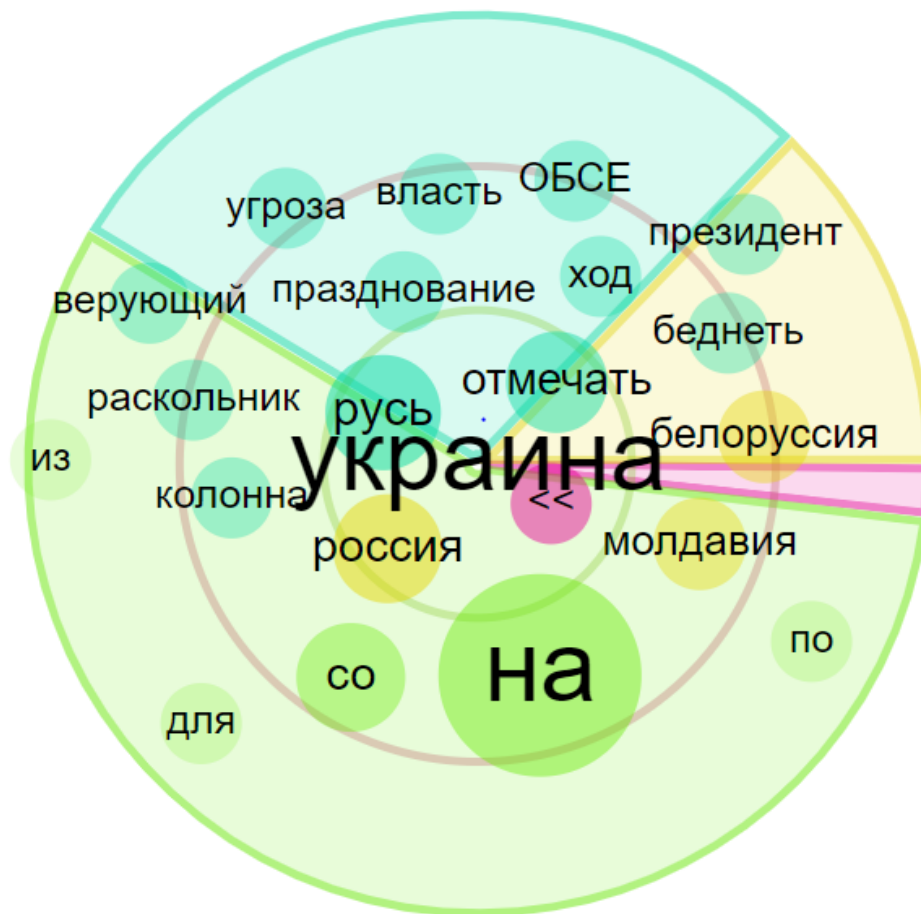 ОБСЕ
власть
угроза
президент
ход
празднование
верующий
беднеть
отмечать
раскольник
русь
белоруссия
украина
из
колонна
<<
россия
молдавия
по
со
на
для